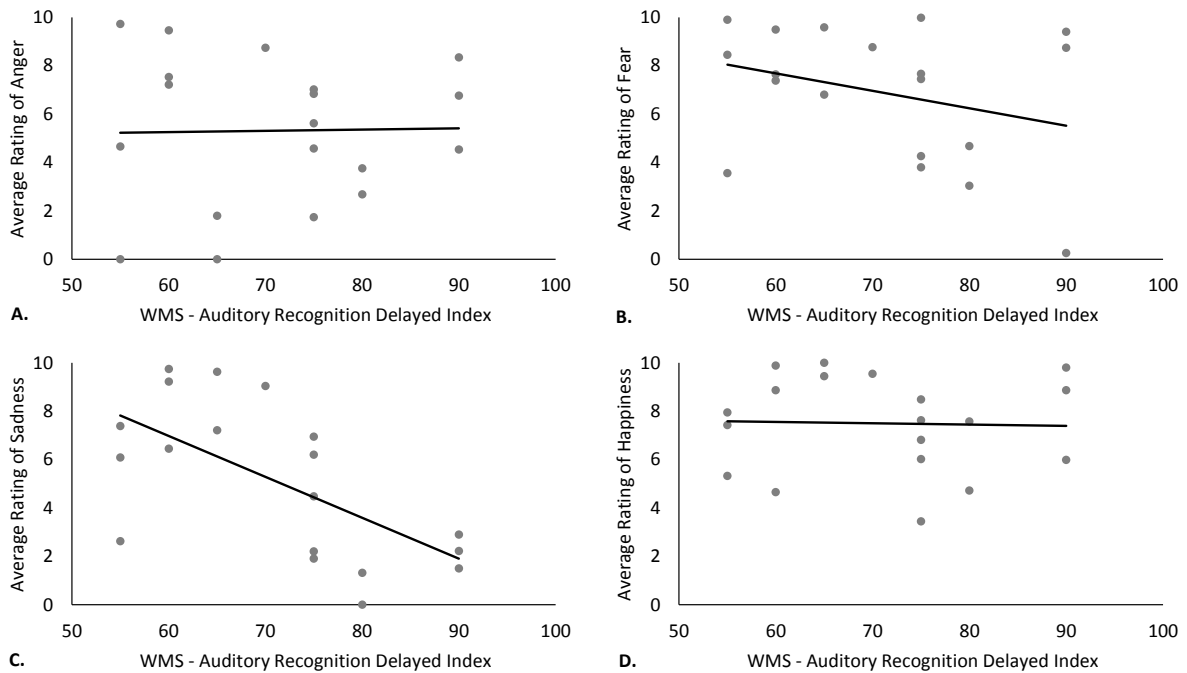 Average Rating of Anger
10
8
6
4
2
0
50 60 70 80 90 100
WMS - Auditory Recognition Delayed Index
A.
Average Rating of Fear
10
8
6
4
2
0
50 60 70 80 90 100
WMS - Auditory Recognition Delayed Index
B.
Average Rating of Sadness
10
8
6
4
2
0
50 60 70 80 90 100
WMS - Auditory Recognition Delayed Index
C.
Average Rating of Happiness
10
8
6
4
2
0
50 60 70 80 90 100
WMS - Auditory Recognition Delayed Index
D.